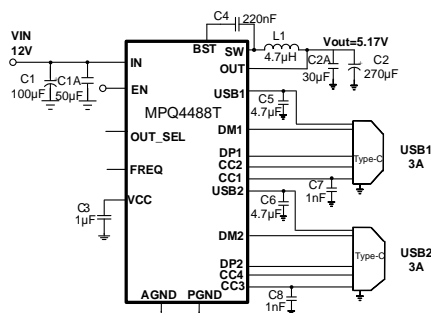 C4 220nF
VIN
12V
BST
SW
L1
4.7µH
Vout=5.17V
C1
100µF
C1A
50µF
IN
OUT
C2A
30µF
C2
270µF
EN
USB1
C5
4.7µF
MPQ4488T
DM1
OUT_SEL
DP1
CC2
CC1
Type-C
USB1
3A
FREQ
USB2
C7
1nF
VCC
C3
1µF
C6
4.7µF
DM2
DP2
CC4
CC3
Type-C
USB2
3A
C8
1nF
AGND PGND